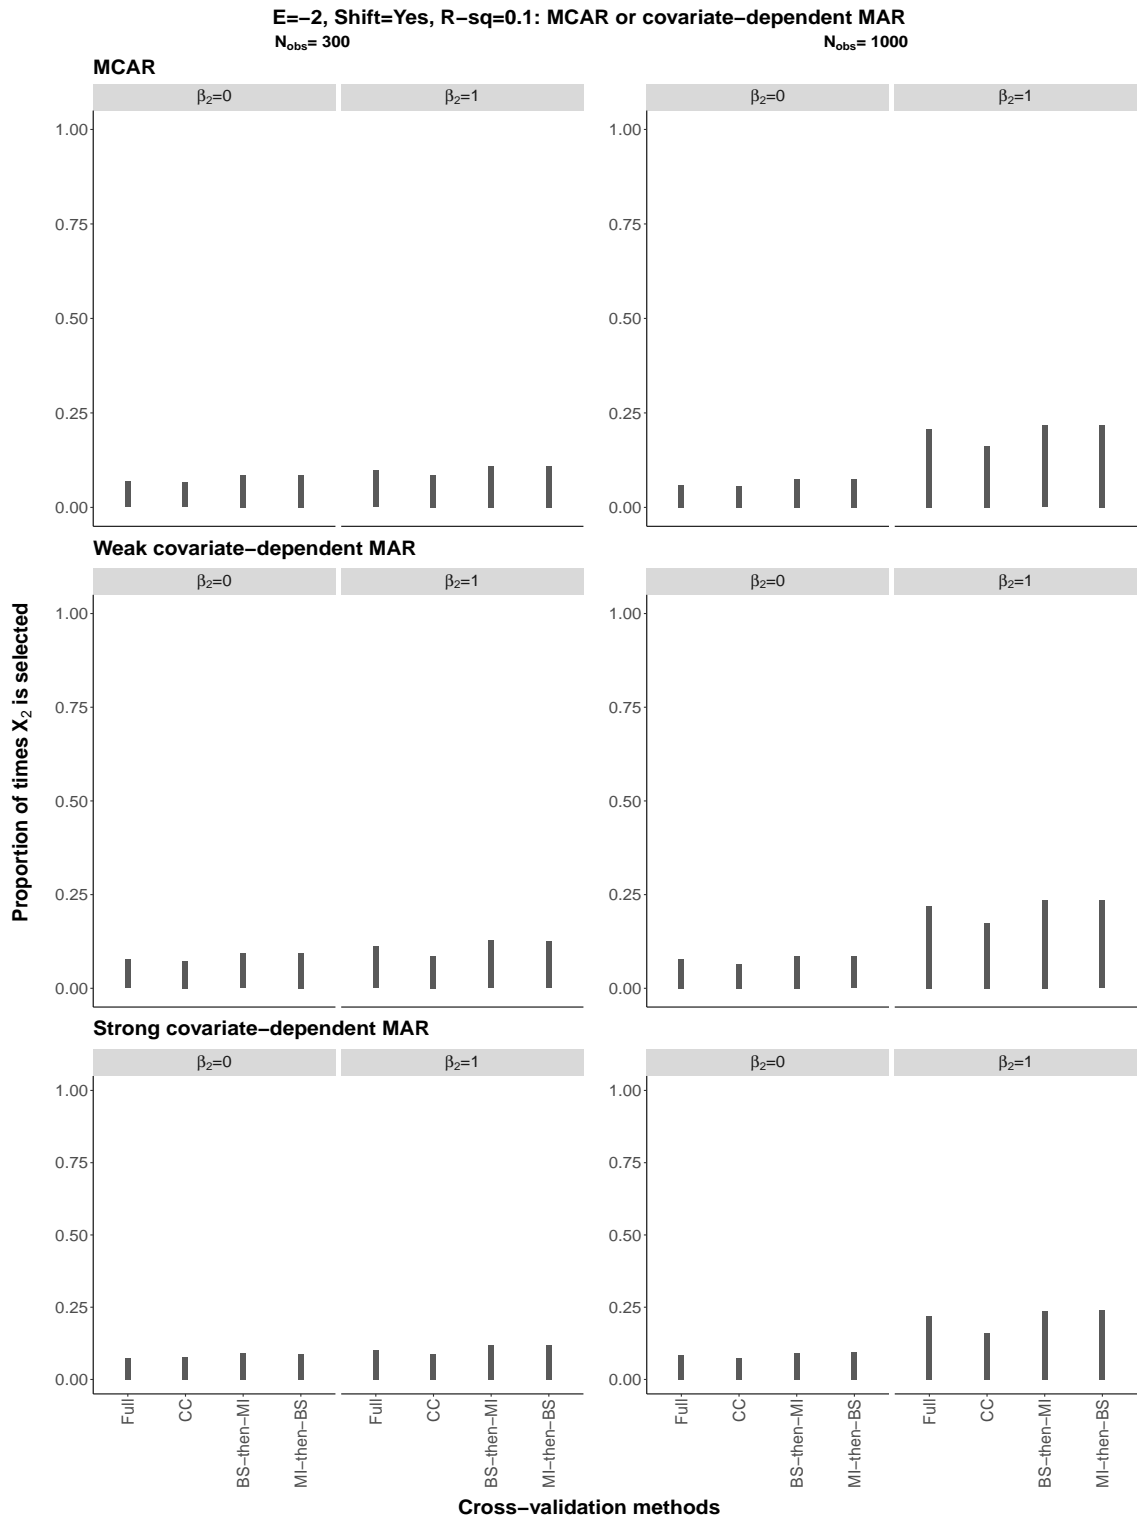 E=−2, Shift=Yes, R−sq=0.1: MCAR or covariate−dependent MAR
Nobs= 300
Nobs= 1000
MCAR
β2=0
β2=1
β2=0
β2=1
1.00
0.75
0.50
0.25
0.00
1.00
0.75
0.50
0.25
0.00
Weak covariate−dependent MAR
β2=0
β2=1
β2=0
β2=1
1.00
0.75
0.50
0.25
0.00
1.00
0.75
0.50
0.25
0.00
Proportion of times X2 is selected
Strong covariate−dependent MAR
β2=0
β2=1
β2=0
β2=1
1.00
0.75
0.50
0.25
0.00
1.00
0.75
0.50
0.25
0.00
Full
CC
BS−then−MI
MI−then−BS
Full
CC
BS−then−MI
MI−then−BS
Full
CC
BS−then−MI
MI−then−BS
Full
CC
BS−then−MI
MI−then−BS
Cross−validation methods